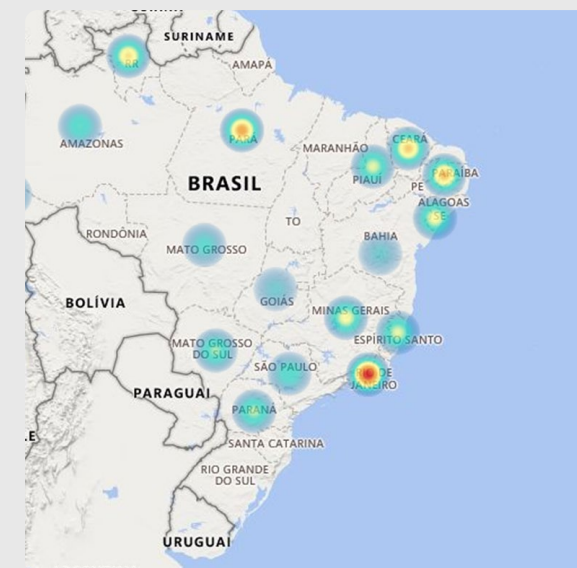 SURINAME
RR
AMAPÁ
AMAZONAS
PARÁ
MARANHÃO
CEARÁ
PIAUÍ
PARAÍBA
PE
ALAGOAS
SE
BRASIL
TO
RONDÔNIA
MATO GROSSO
BAHIA
GOIÁS
BOLÍVIA
MINAS GERAIS
ESPÍRITO SANTO
MATO GROSSO
DO SUL
SÃO PAULO
RIO DE
JANEIRO
PARAGUAI
PARANÁ
SANTA CATARINA
RIO GRANDE
DO SUL
URUGUAI